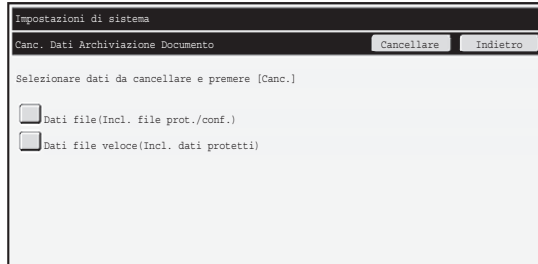 Impostazioni di sistema
Canc. Dati Archiviazione Documento Cancellare Indietro
Selezionare dati da cancellare e premere [Canc.]
Dati file(Incl. file prot./conf.)
Dati file veloce(Incl. dati protetti)